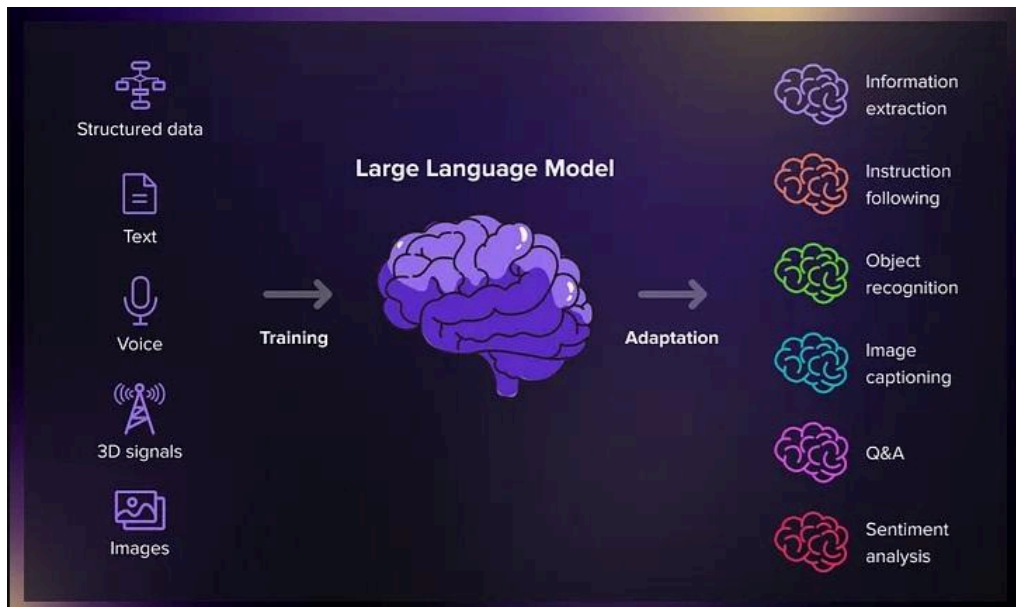 Structured data
Text
Voice
3D signals
Images
Training
Large Language Model
Adaptation
Information
extraction
Instruction
following
Object
recognition
Image
captioning
Q&A
Sentiment
analysis